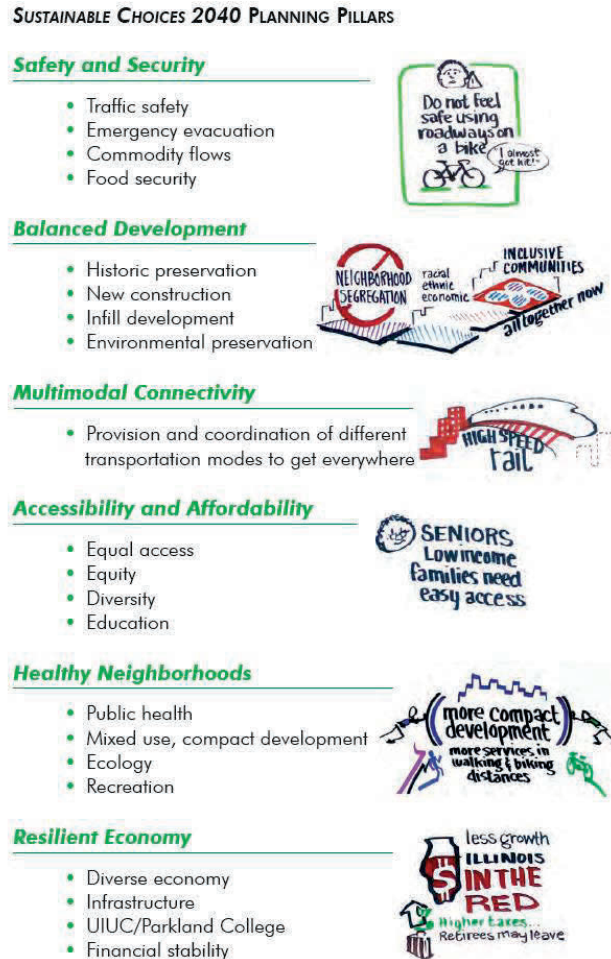 SUSTAINABLE CHOICES 2040 PLANNING PILLARS
Safety and Security
• Traffic safety
• Emergency evacuation
• Commodity flows
• Food security
Do not feel
safe using
roadways on
a bike
"I almost
got hit!"
Balanced Development
• Historic preservation
• New construction
• Infill development
• Environmental preservation
NEIGHBORHOOD
SEGREGATION
racial
ethnic
economic
INCLUSIVE
COMMUNITIES
all together now
Multimodal Connectivity
• Provision and coordination of different
transportation modes to get everywhere
HIGH SPEED
rail
Accessibility and Affordability
• Equal access
• Equity
• Diversity
• Education
SENIORS
Low income
families need
easy access
Healthy Neighborhoods
• Public health
• Mixed use, compact development
• Ecology
• Recreation
more compact
development
more services in
walking & biking
distances
Resilient Economy
• Diverse economy
• Infrastructure
• UIUC/Parkland College
• Financial stability
less growth
ILLINOIS
$ IN THE
RED
Higher taxes...
Retirees may leave